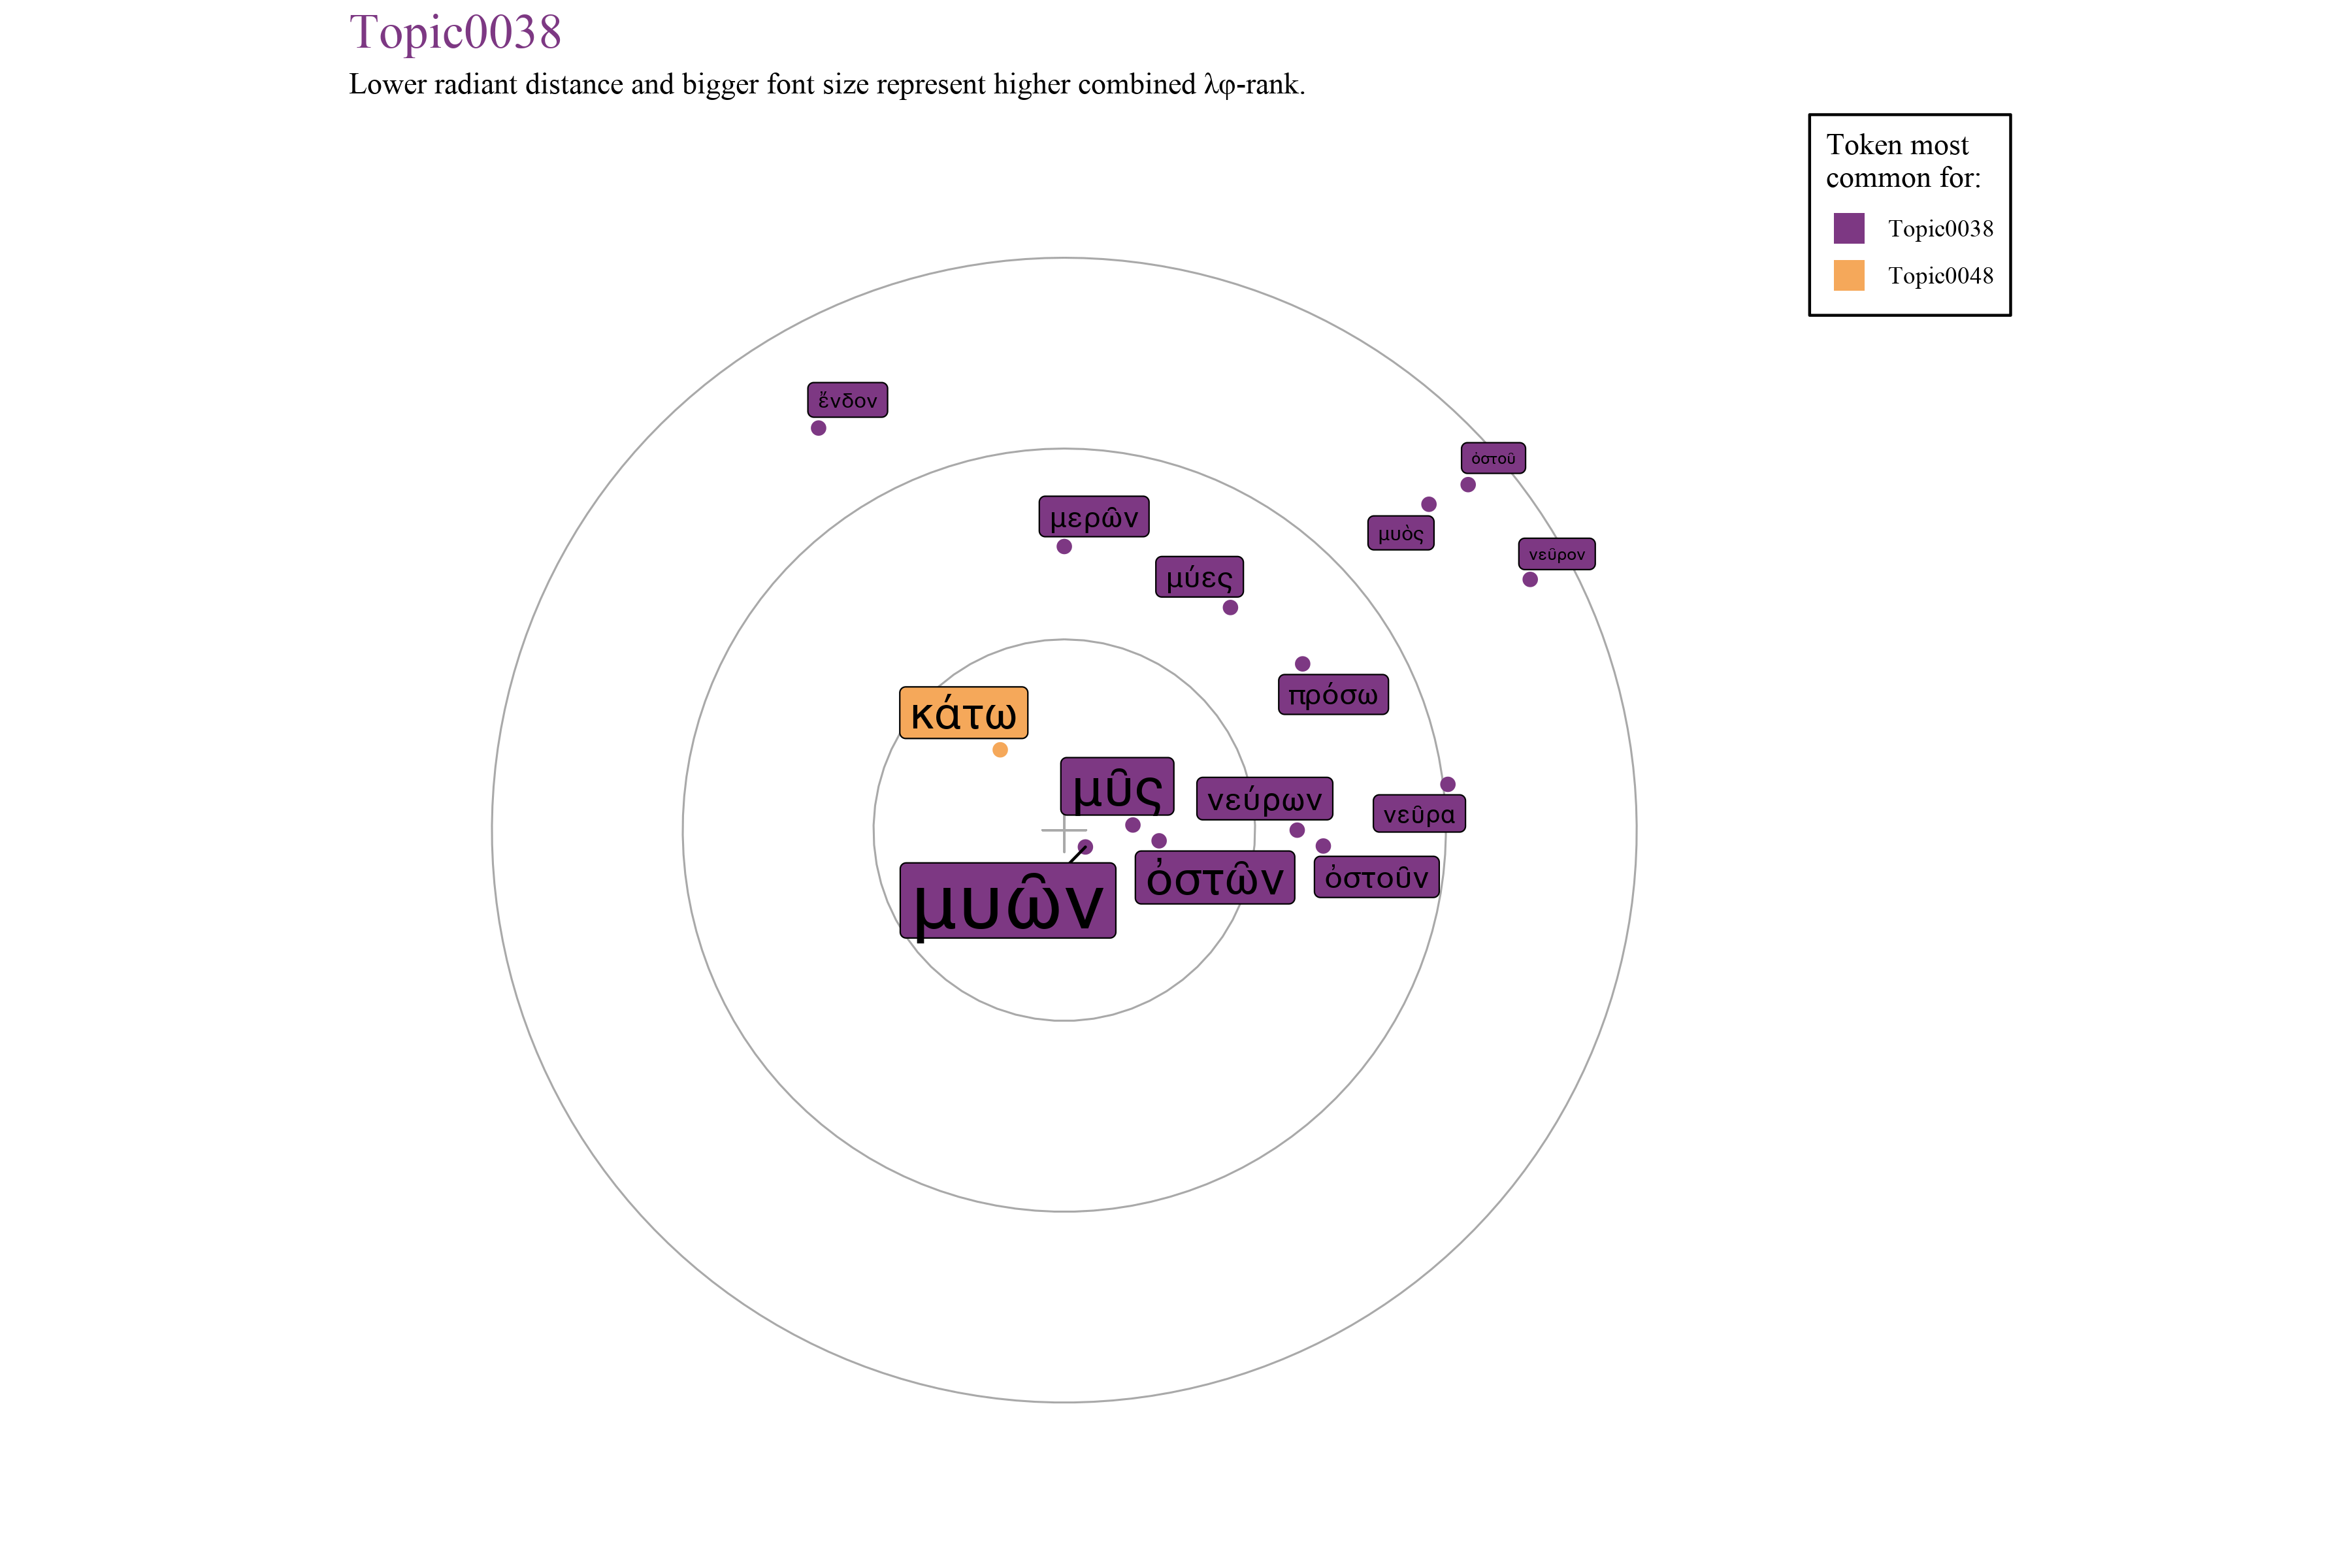 Topic0038
Lower radiant distance and bigger font size represent higher combined λφ-rank.
Token most
common for:
Topic0038
Topic0048
ἔνδον
ὀστοῦ
μερῶν
μυὸς
νεῦρον
μύες
πρόσω
κάτω
μῦς
νεύρων
νεῦρα
ὀστῶν
ὀστοῦν
μυῶν